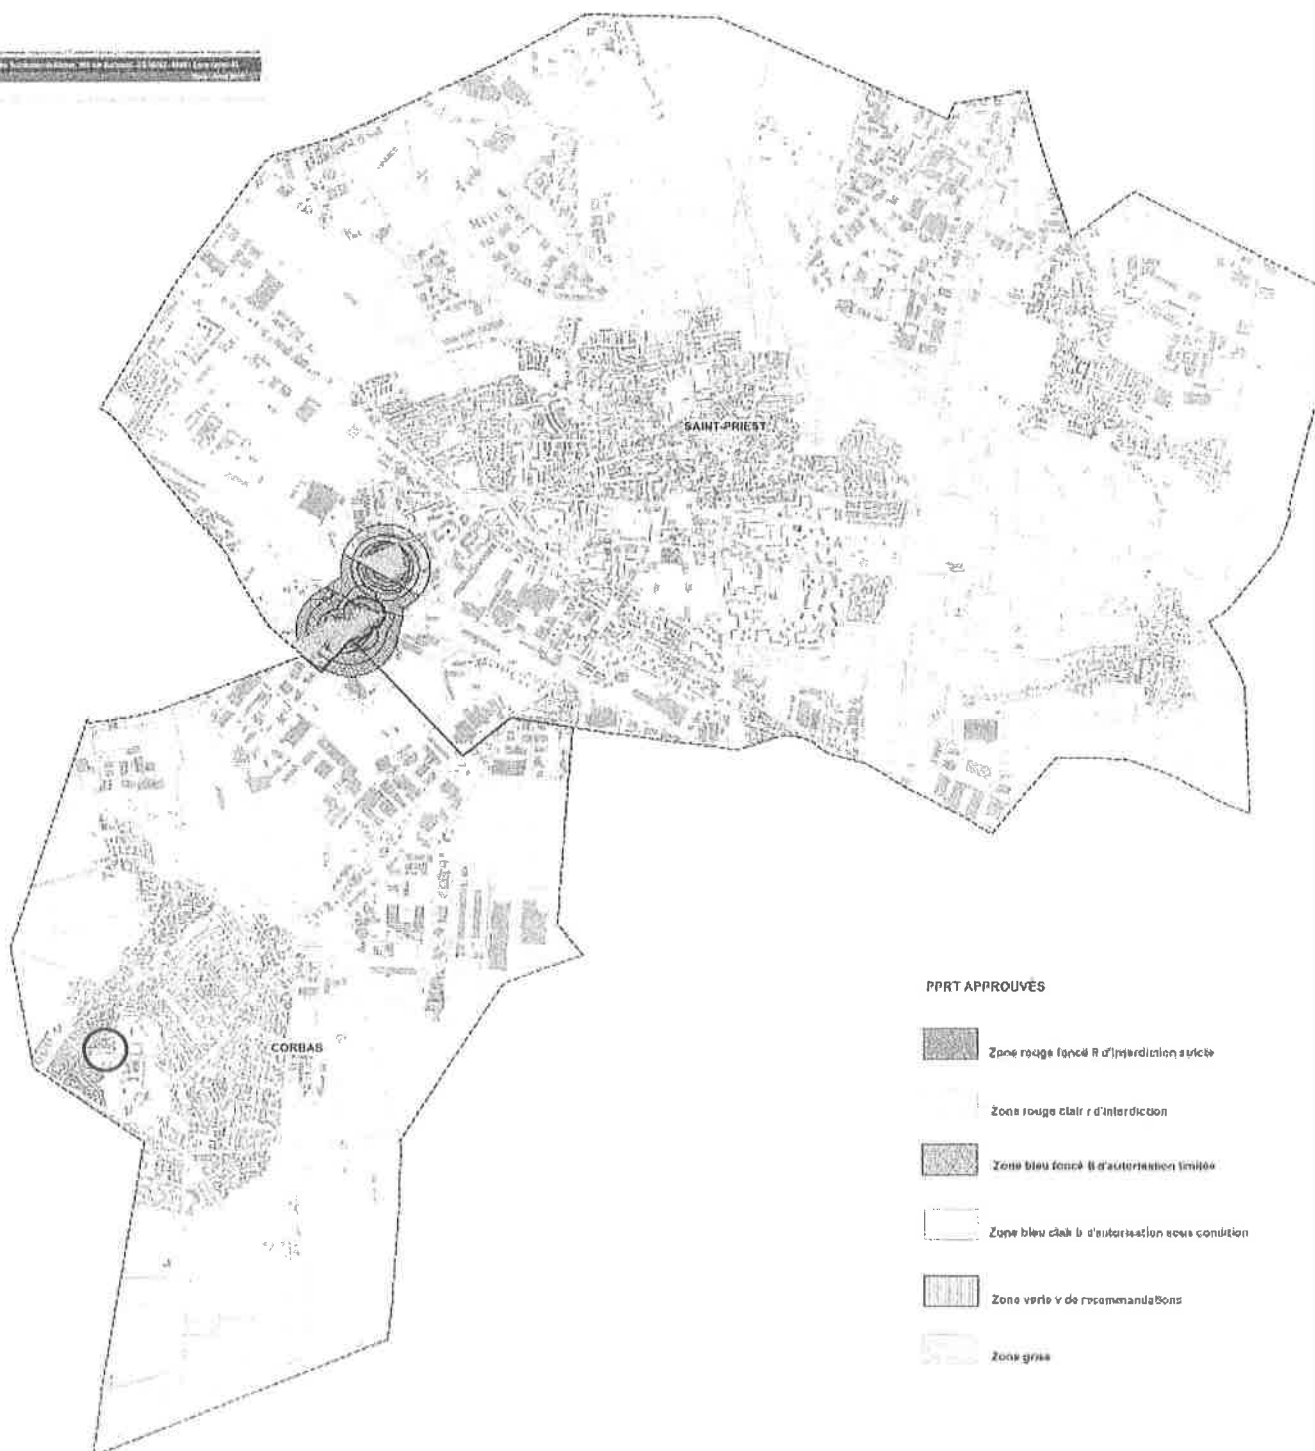 SAINT-PRIEST
CORBAS
PPRT APPROUVÉS
Zone rouge foncé R d'interdiction stricte
Zone rouge clair r d'interdiction
Zone bleu foncé B d'autorisation limitée
Zone bleu clair b d'autorisation sous condition
Zone verte v de recommandations
Zone grise